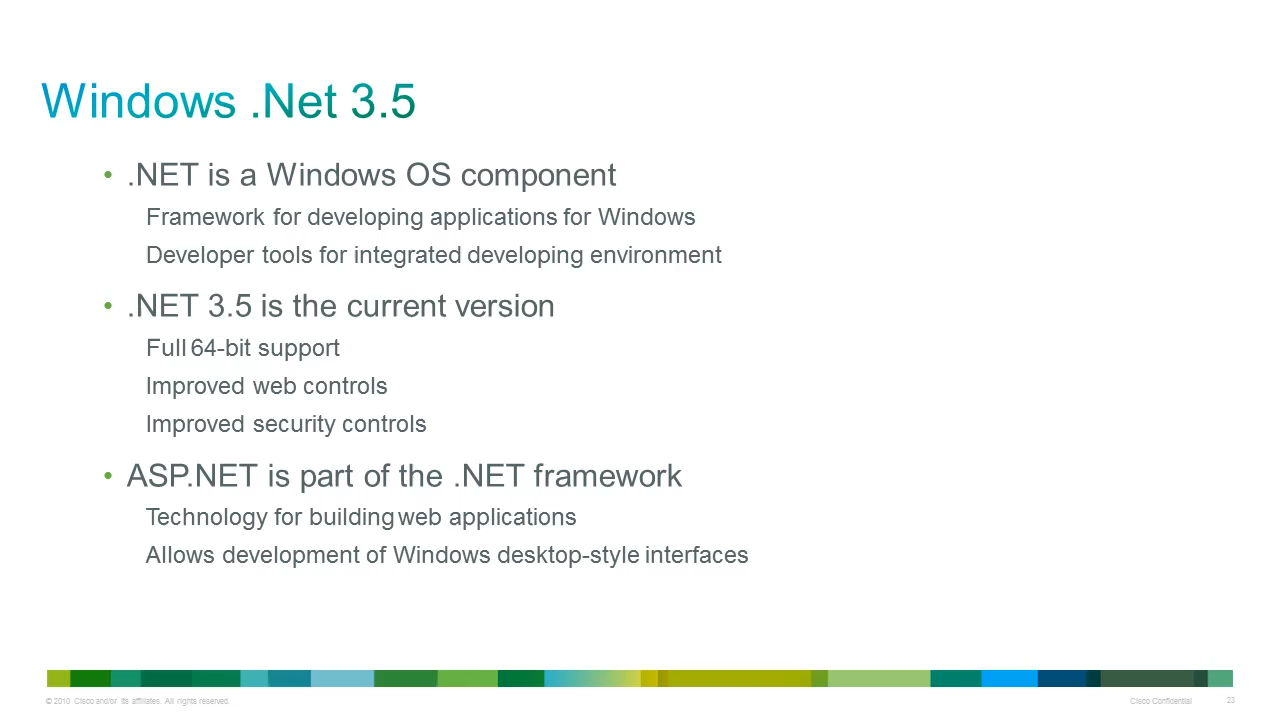 Windows .Net 3.5
• .NET is a Windows OS component
Framework for developing applications for Windows
Developer tools for integrated developing environment
• .NET 3.5 is the current version
Full 64-bit support
Improved web controls
Improved security controls
• ASP.NET is part of the .NET framework
Technology for building web applications
Allows development of Windows desktop-style interfaces
© 2010 Cisco and/or its affiliates. All rights reserved.
Cisco Confidential
23